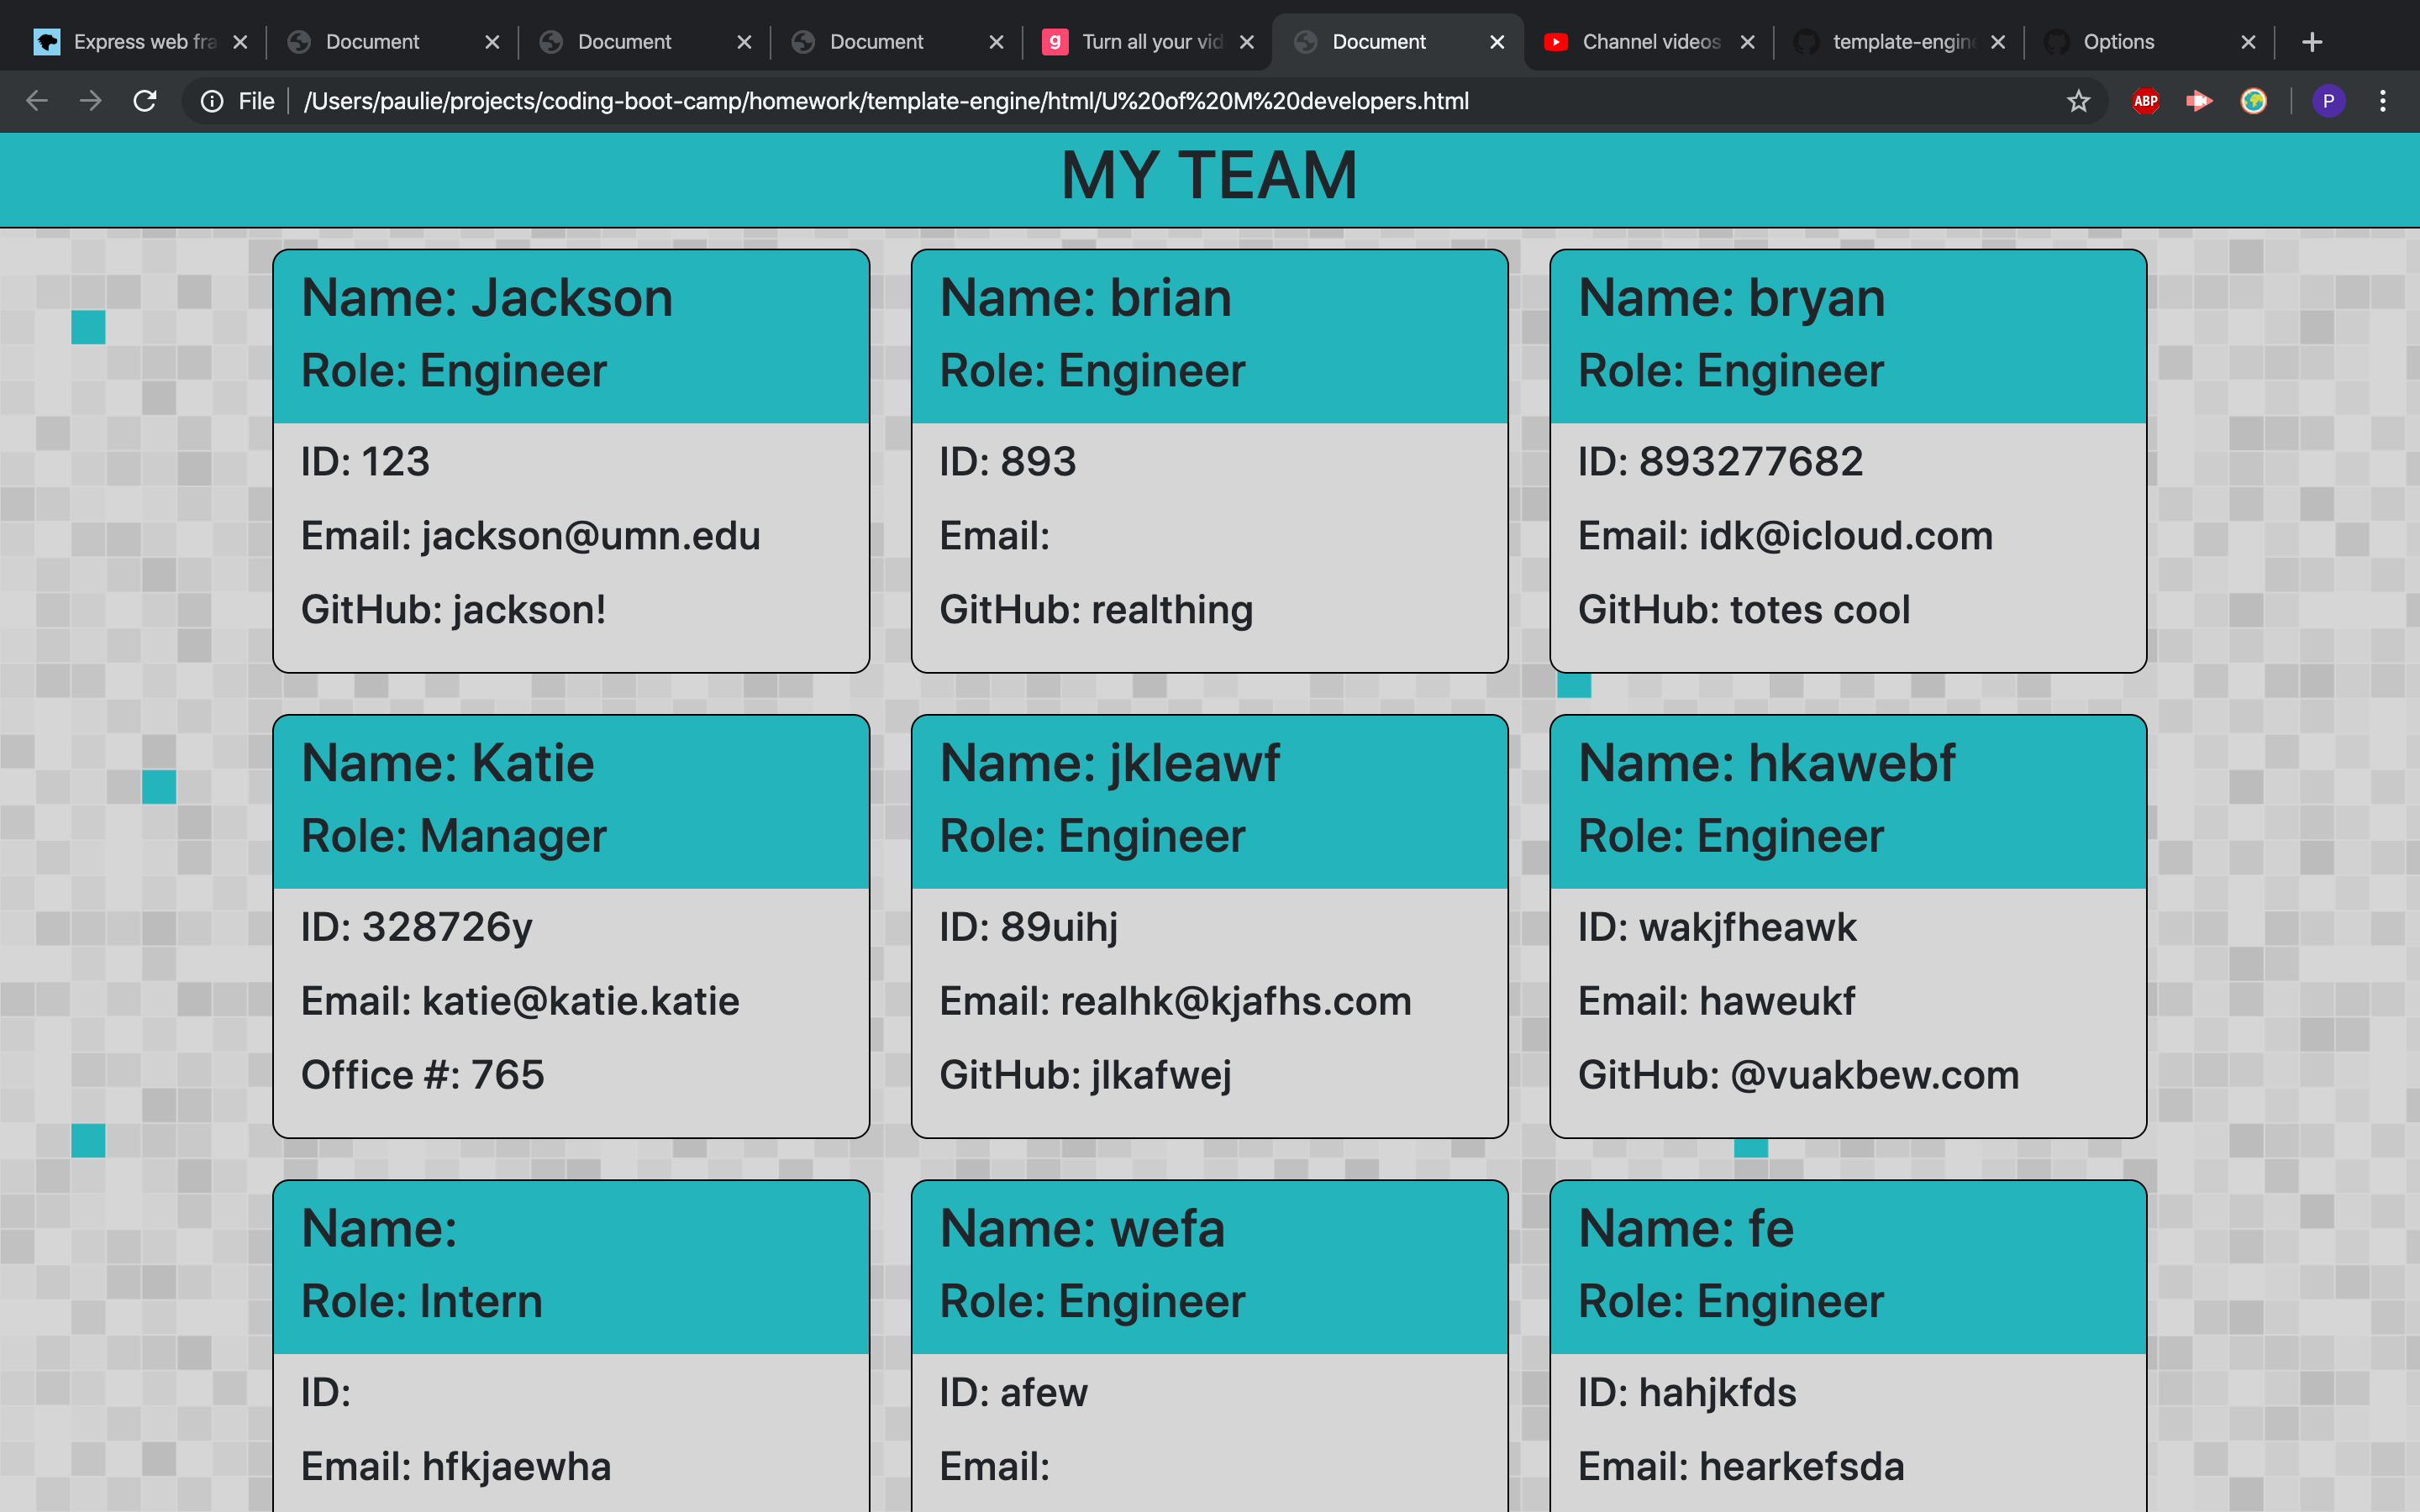 Express web fra
Document
Document
Document
g
Turn all your vid
Document
Channel videos
template-engine
Options
File
/Users/paulie/projects/coding-boot-camp/homework/template-engine/html/U%20of%20M%20developers.html
ABP
P
MY TEAM
Name: Jackson
Role: Engineer
ID: 123
Email: jackson@umn.edu
GitHub: jackson!
Name: brian
Role: Engineer
ID: 893
Email:
GitHub: realthing
Name: bryan
Role: Engineer
ID: 893277682
Email: idk@icloud.com
GitHub: totes cool
Name: Katie
Role: Manager
ID: 328726y
Email: katie@katie.katie
Office #: 765
Name: jkleawf
Role: Engineer
ID: 89uihj
Email: realhk@kjafhs.com
GitHub: jlkafwej
Name: hkawebf
Role: Engineer
ID: wakjfheawk
Email: haweukf
GitHub: @vuakbew.com
Name:
Role: Intern
ID:
Email: hfkjaewha
Name: wefa
Role: Engineer
ID: afew
Email:
Name: fe
Role: Engineer
ID: hahjkfds
Email: hearkefsda